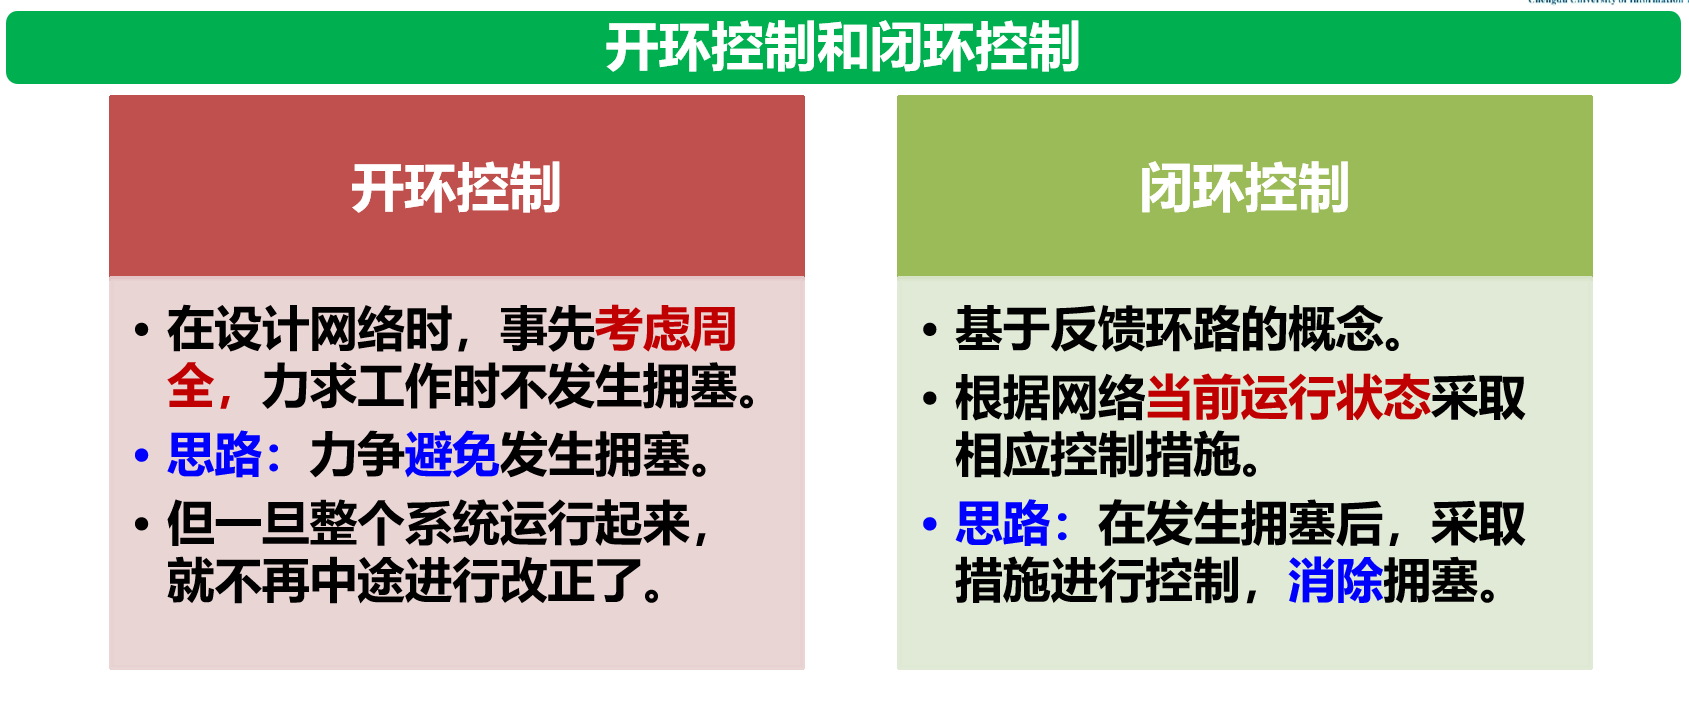 Chengdu University of Information
开环控制和闭环控制
开环控制
• 在设计网络时，事先考虑周
全，力求工作时不发生拥塞。
• 思路：力争避免发生拥塞。
• 但一旦整个系统运行起来，
就不再中途进行改正了。
闭环控制
• 基于反馈环路的概念。
• 根据网络当前运行状态采取
相应控制措施。
• 思路：在发生拥塞后，采取
措施进行控制，消除拥塞。